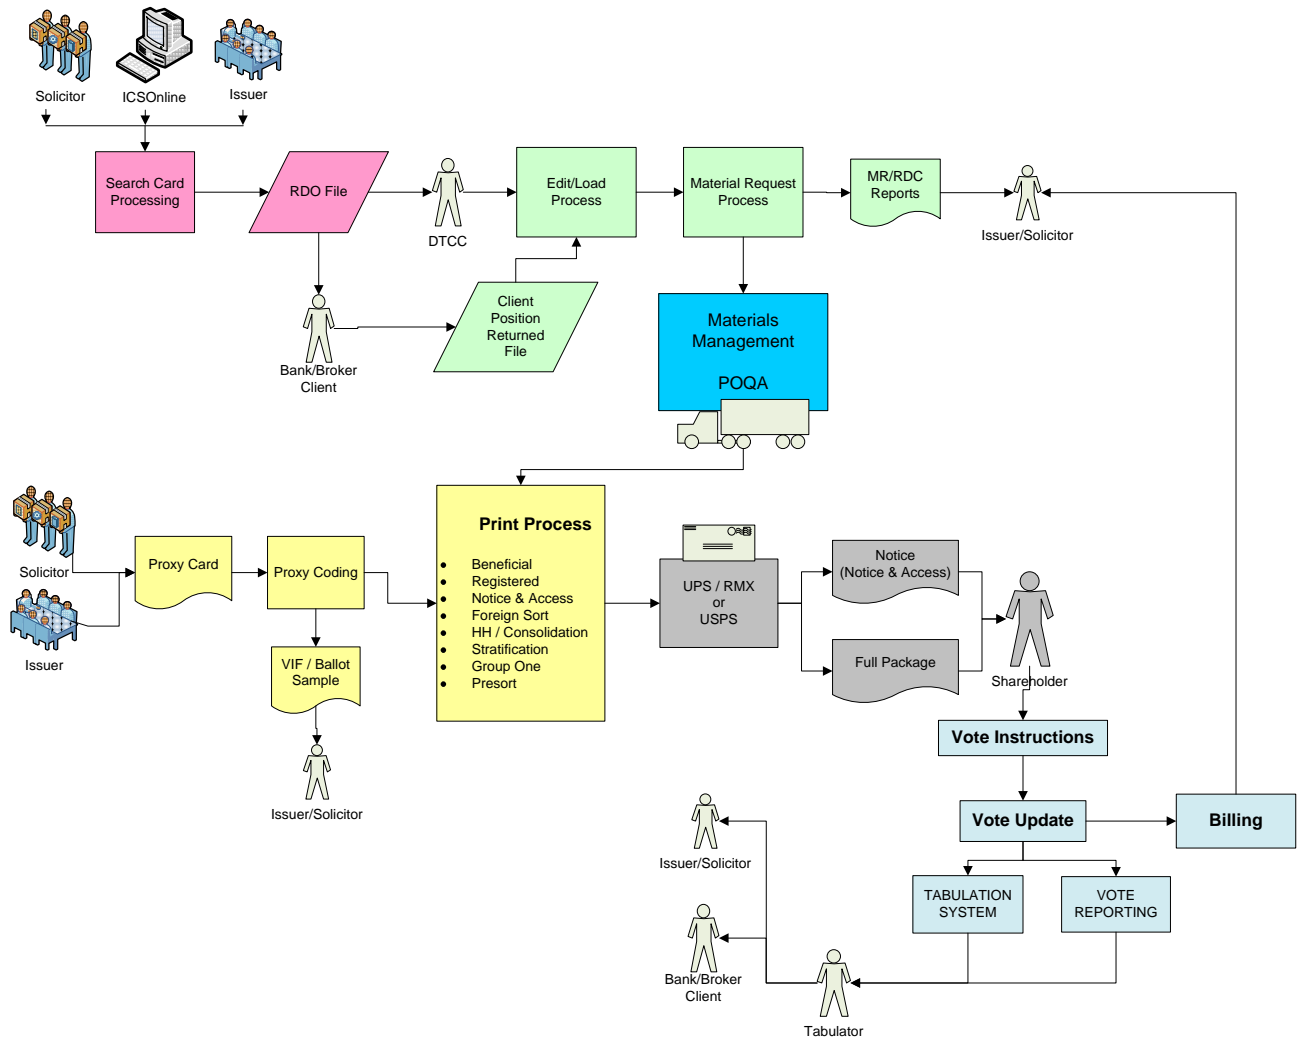 Solicitor
ICSOnline
Issuer
Search Card
Processing
RDO File
DTCC
Edit/Load
Process
Material Request
Process
MR/RDC
Reports
Issuer/Solicitor
Bank/Broker
Client
Client
Position
Returned
File
Materials
Management
POQA
Solicitor
Issuer
Proxy Card
Proxy Coding
VIF / Ballot
Sample
Issuer/Solicitor
Print Process
• Beneficial
• Registered
• Notice & Access
• Foreign Sort
• HH / Consolidation
• Stratification
• Group One
• Presort
UPS / RMX
or
USPS
Notice
(Notice & Access)
Full Package
Shareholder
Vote Instructions
Vote Update
Billing
TABULATION
SYSTEM
VOTE
REPORTING
Issuer/Solicitor
Bank/Broker
Client
Tabulator